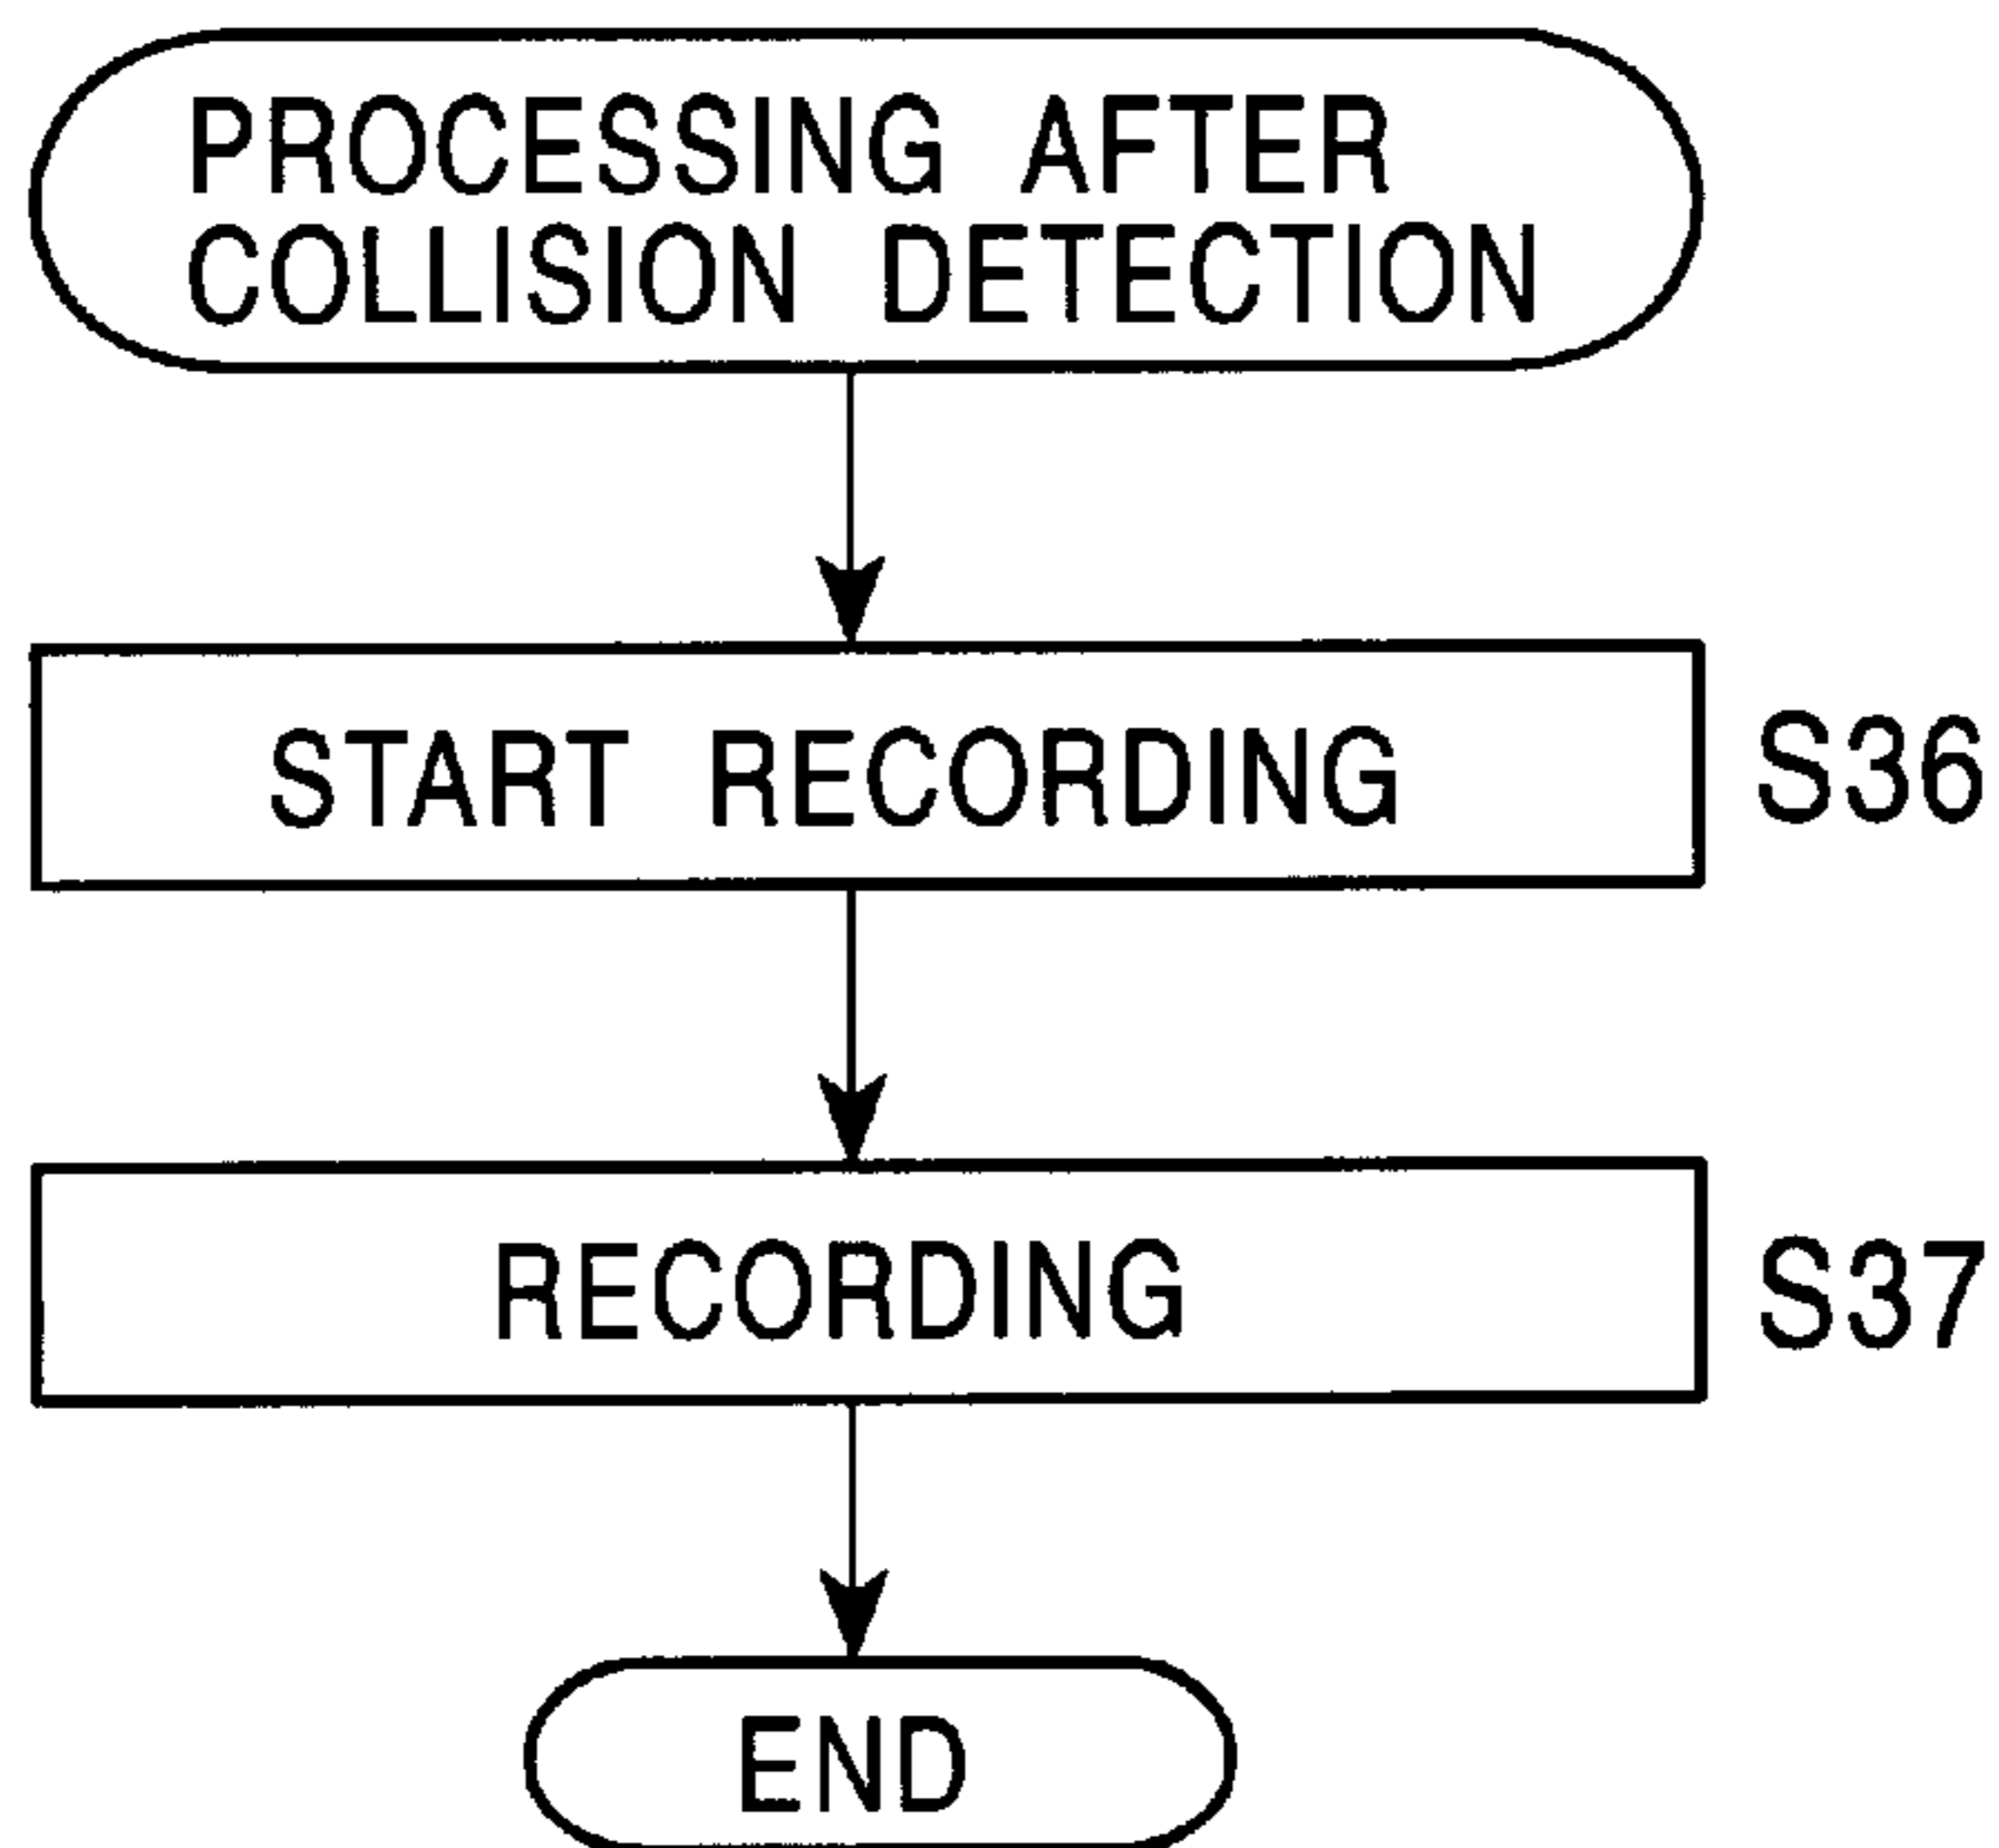 PROCESSING AFTER
COLLISION DETECTION
START RECORDING
S36
RECORDING
S37
END